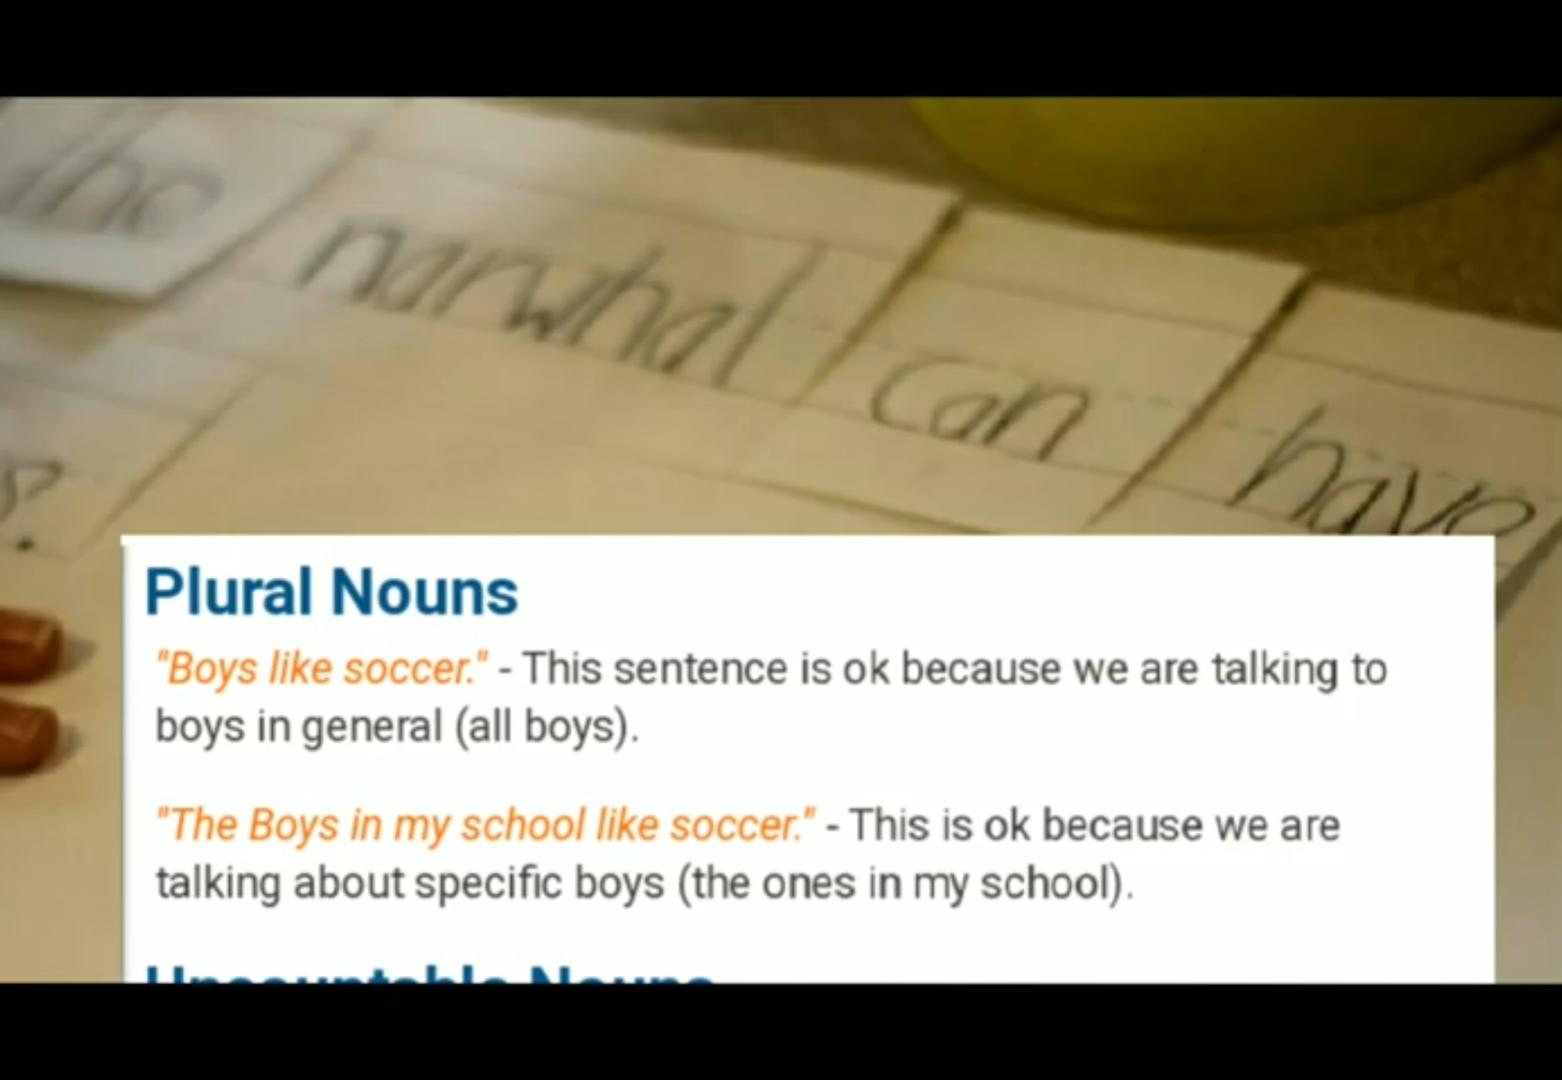 The
narwhal can have
s?
Plural Nouns
"Boys like soccer." - This sentence is ok because we are talking to
boys in general (all boys).
"The Boys in my school like soccer." - This is ok because we are
talking about specific boys (the ones in my school).
Uncountable Nouns